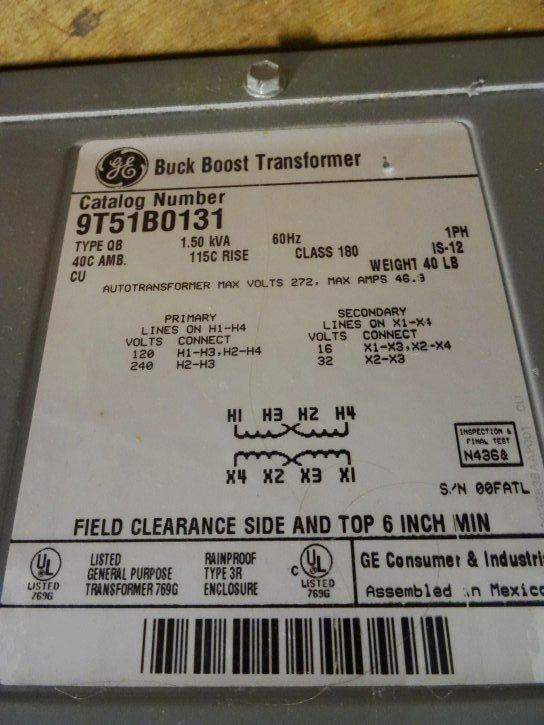 GE Buck Boost Transformer
Catalog Number
9T51B0131
TYPE QB 1.50 kVA 60Hz 1PH
40C AMB. 115C RISE CLASS 180 IS-12
CU WEIGHT 40 LB
AUTOTRANSFORMER MAX VOLTS 272, MAX AMPS 46.9
PRIMARY
LINES ON H1-H4
VOLTS CONNECT
120 H1-H3,H2-H4
240 H2-H3
SECONDARY
LINES ON X1-X4
VOLTS CONNECT
16 X1-X3,X2-X4
32 X2-X3
H1 H3 H2 H4
X4 X2 X3 X1
INSPECTION &
FINAL TEST
N436&
S/N 00FATL
FIELD CLEARANCE SIDE AND TOP 6 INCH MIN
UL
LISTED
769G
LISTED
GENERAL PURPOSE
TRANSFORMER 769G
RAINPROOF
TYPE 3R
ENCLOSURE
C UL
LISTED
769G
GE Consumer & Industri
Assembled in Mexico